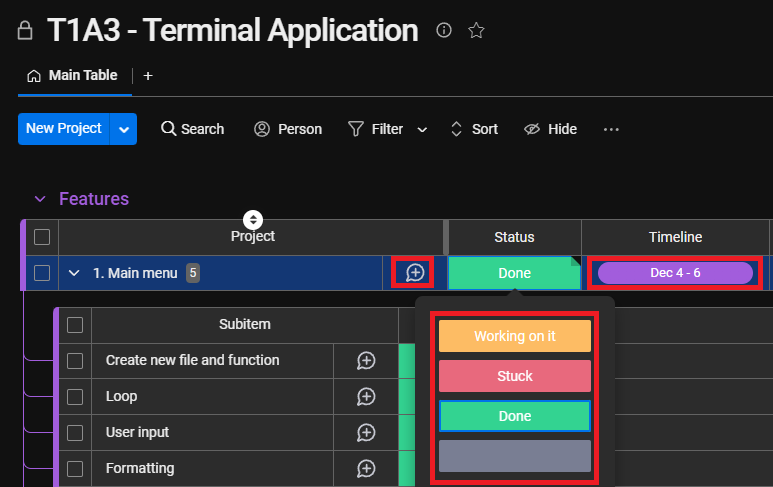 T1A3 - Terminal Application
Main Table
New Project
Search
Person
Filter
Sort
Hide
Features
Project
Status
Timeline
1. Main menu 5
Done
Dec 4 - 6
Subitem
Working on it
Create new file and function
Stuck
Loop
Done
User input
Formatting